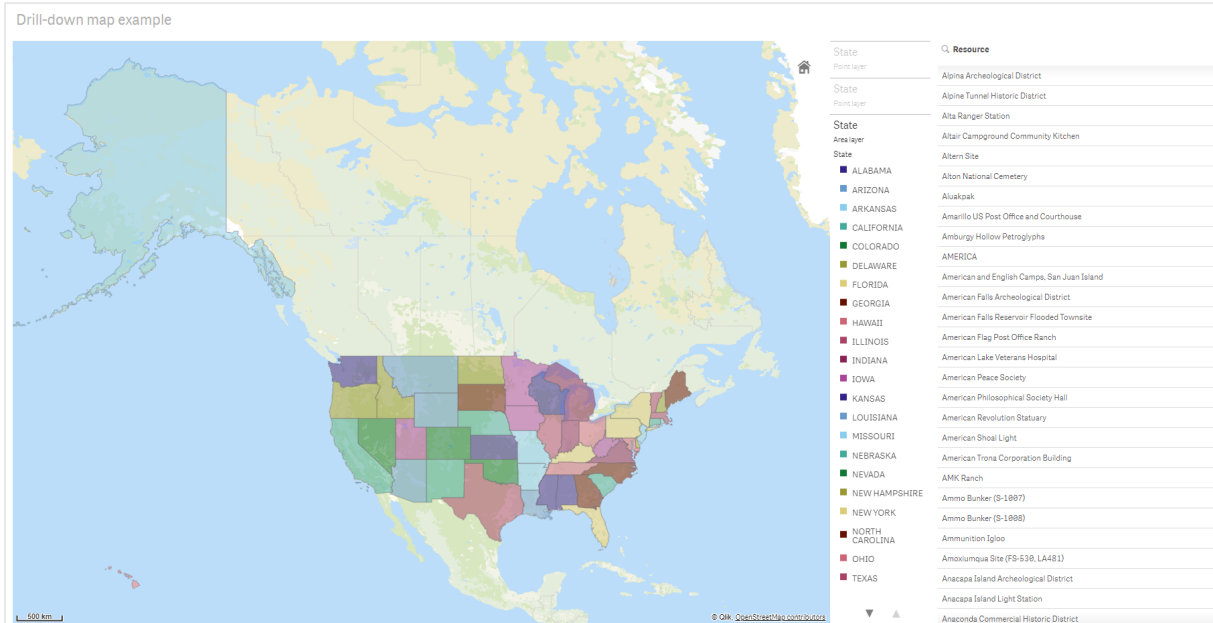 Drill-down map example
State
Point layer
State
Point layer
State
Area layer
State
ALABAMA
ARIZONA
ARKANSAS
CALIFORNIA
COLORADO
DELAWARE
FLORIDA
GEORGIA
HAWAII
ILLINOIS
INDIANA
IOWA
KANSAS
LOUISIANA
MISSOURI
NEBRASKA
NEVADA
NEW HAMPSHIRE
NEW YORK
NORTH
CAROLINA
OHIO
TEXAS
500 km
© Qlik, OpenStreetMap contributors
Resource
Alpina Archeological District
Alpine Tunnel Historic District
Alta Ranger Station
Altair Campground Community Kitchen
Altern Site
Alton National Cemetery
Aluakpak
Amarillo US Post Office and Courthouse
Amburgy Hollow Petroglyphs
AMERICA
American and English Camps, San Juan Island
American Falls Archeological District
American Falls Reservoir Flooded Townsite
American Flag Post Office Ranch
American Lake Veterans Hospital
American Peace Society
American Philosophical Society Hall
American Revolution Statuary
American Shoal Light
American Trona Corporation Building
AMK Ranch
Ammo Bunker (S-1007)
Ammo Bunker (S-1008)
Ammunition Igloo
Amoxiumqua Site (FS-530, LA481)
Anacapa Island Archeological District
Anacapa Island Light Station
Anaconda Commercial Historic District